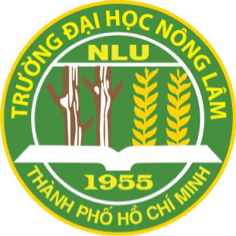 TRƯỜNG ĐẠI HỌC NÔNG LÂM
NLU
1955
THÀNH PHỐ HỒ CHÍ MINH